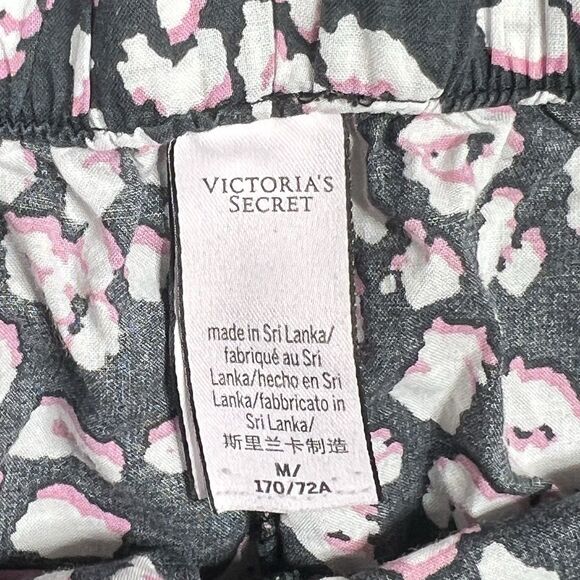 VICTORIA'S
SECRET
made in Sri Lanka/
fabriqué au Sri
Lanka/hecho en Sri
Lanka/fabbricato in
Sri Lanka/
斯里兰卡制造
M/
170/72A